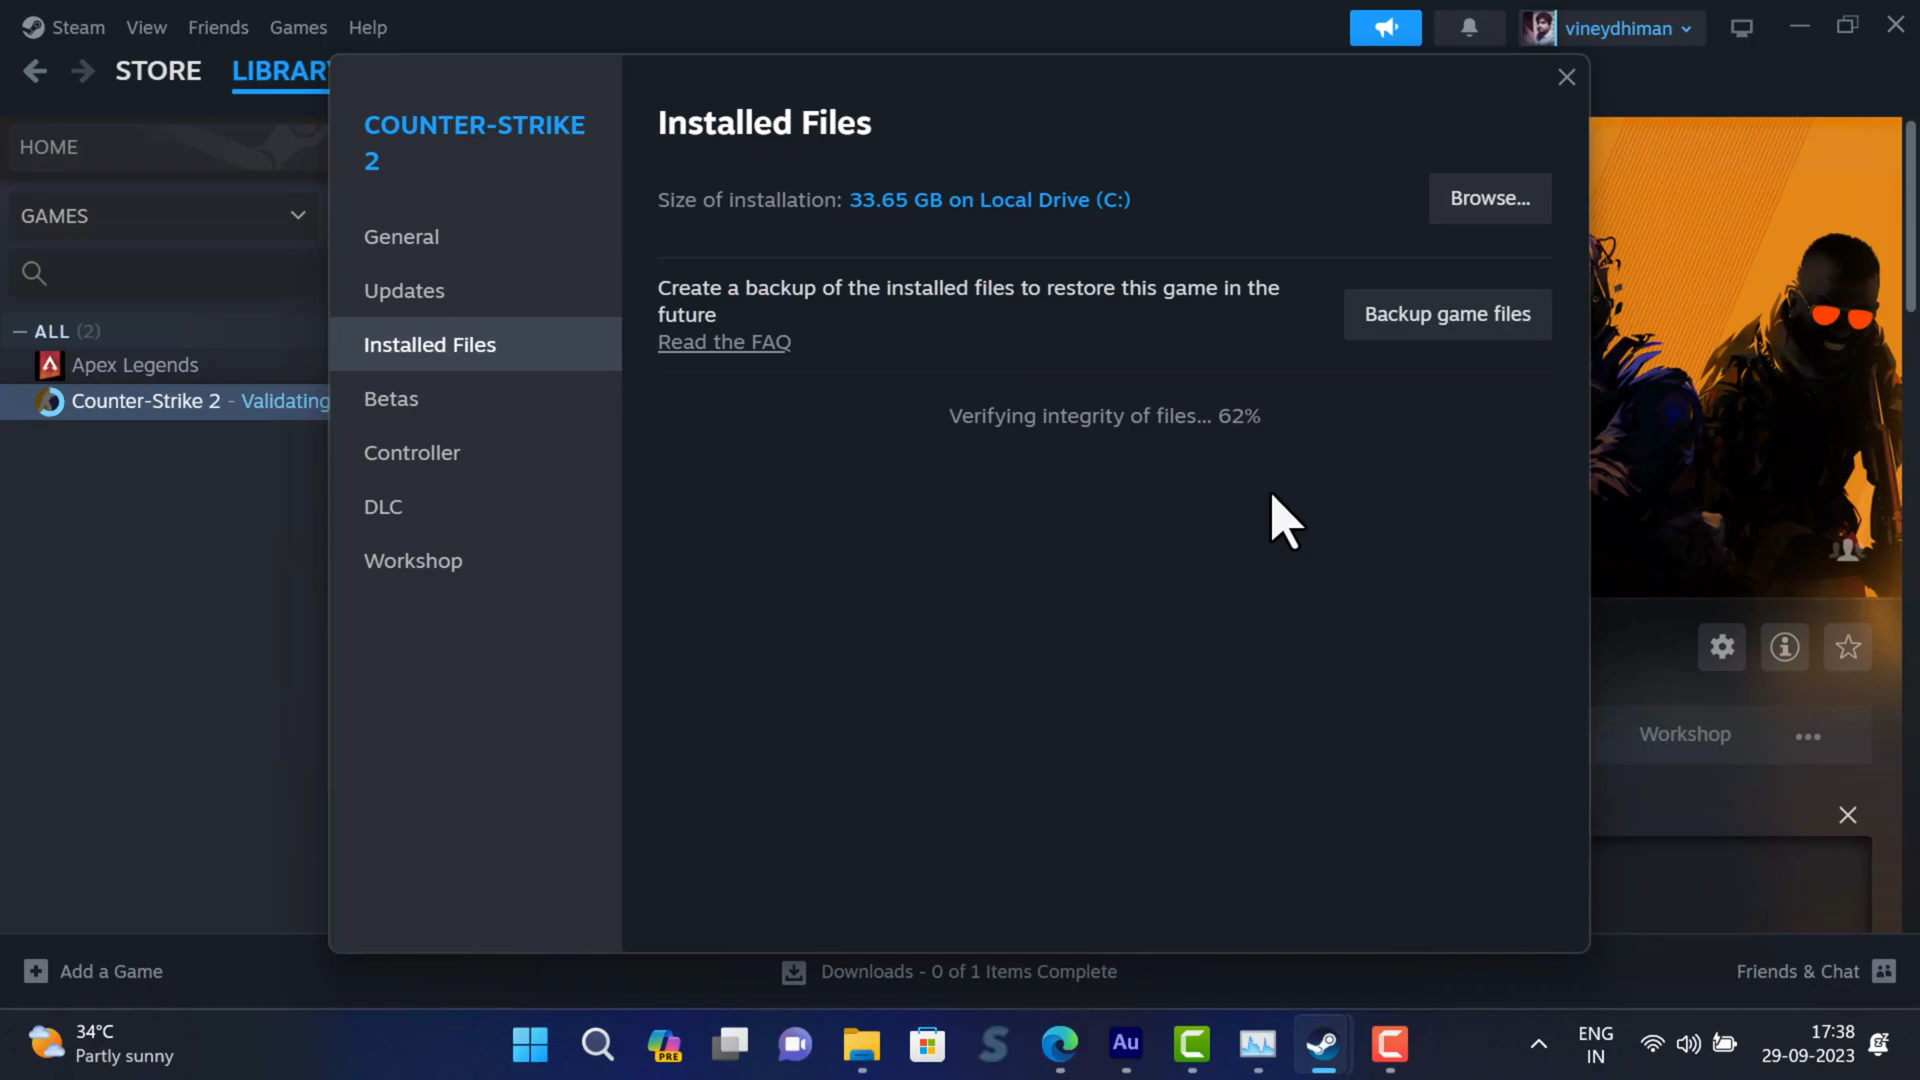 Steam View Friends Games Help
vineydhiman
STORE LIBRARY
HOME
GAMES
— ALL (2)
Apex Legends
Counter-Strike 2 - Validating
COUNTER-STRIKE
2
General
Updates
Installed Files
Betas
Controller
DLC
Workshop
Installed Files
Size of installation: 33.65 GB on Local Drive (C:)
Browse...
Create a backup of the installed files to restore this game in the
future
Read the FAQ
Backup game files
Verifying integrity of files... 62%
Workshop
Add a Game
Downloads - 0 of 1 Items Complete
Friends & Chat
34°C
Partly sunny
PRE
Au
ENG
IN
17:38
29-09-2023